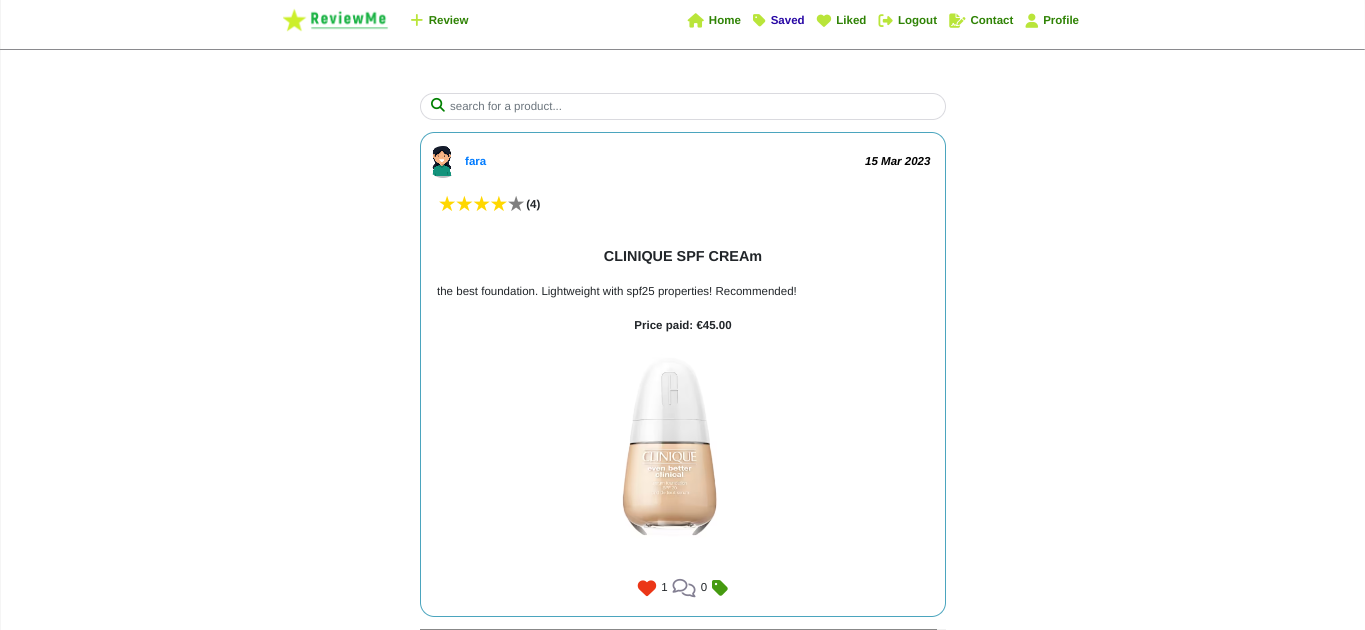 ReviewMe Review Home Saved Liked Logout Contact Profile
search for a product...
fara 15 Mar 2023
(4)
CLINIQUE SPF CREAm
the best foundation. Lightweight with spf25 properties! Recommended!
Price paid: €45.00
CLINIQUE
even better
clinical
1 0